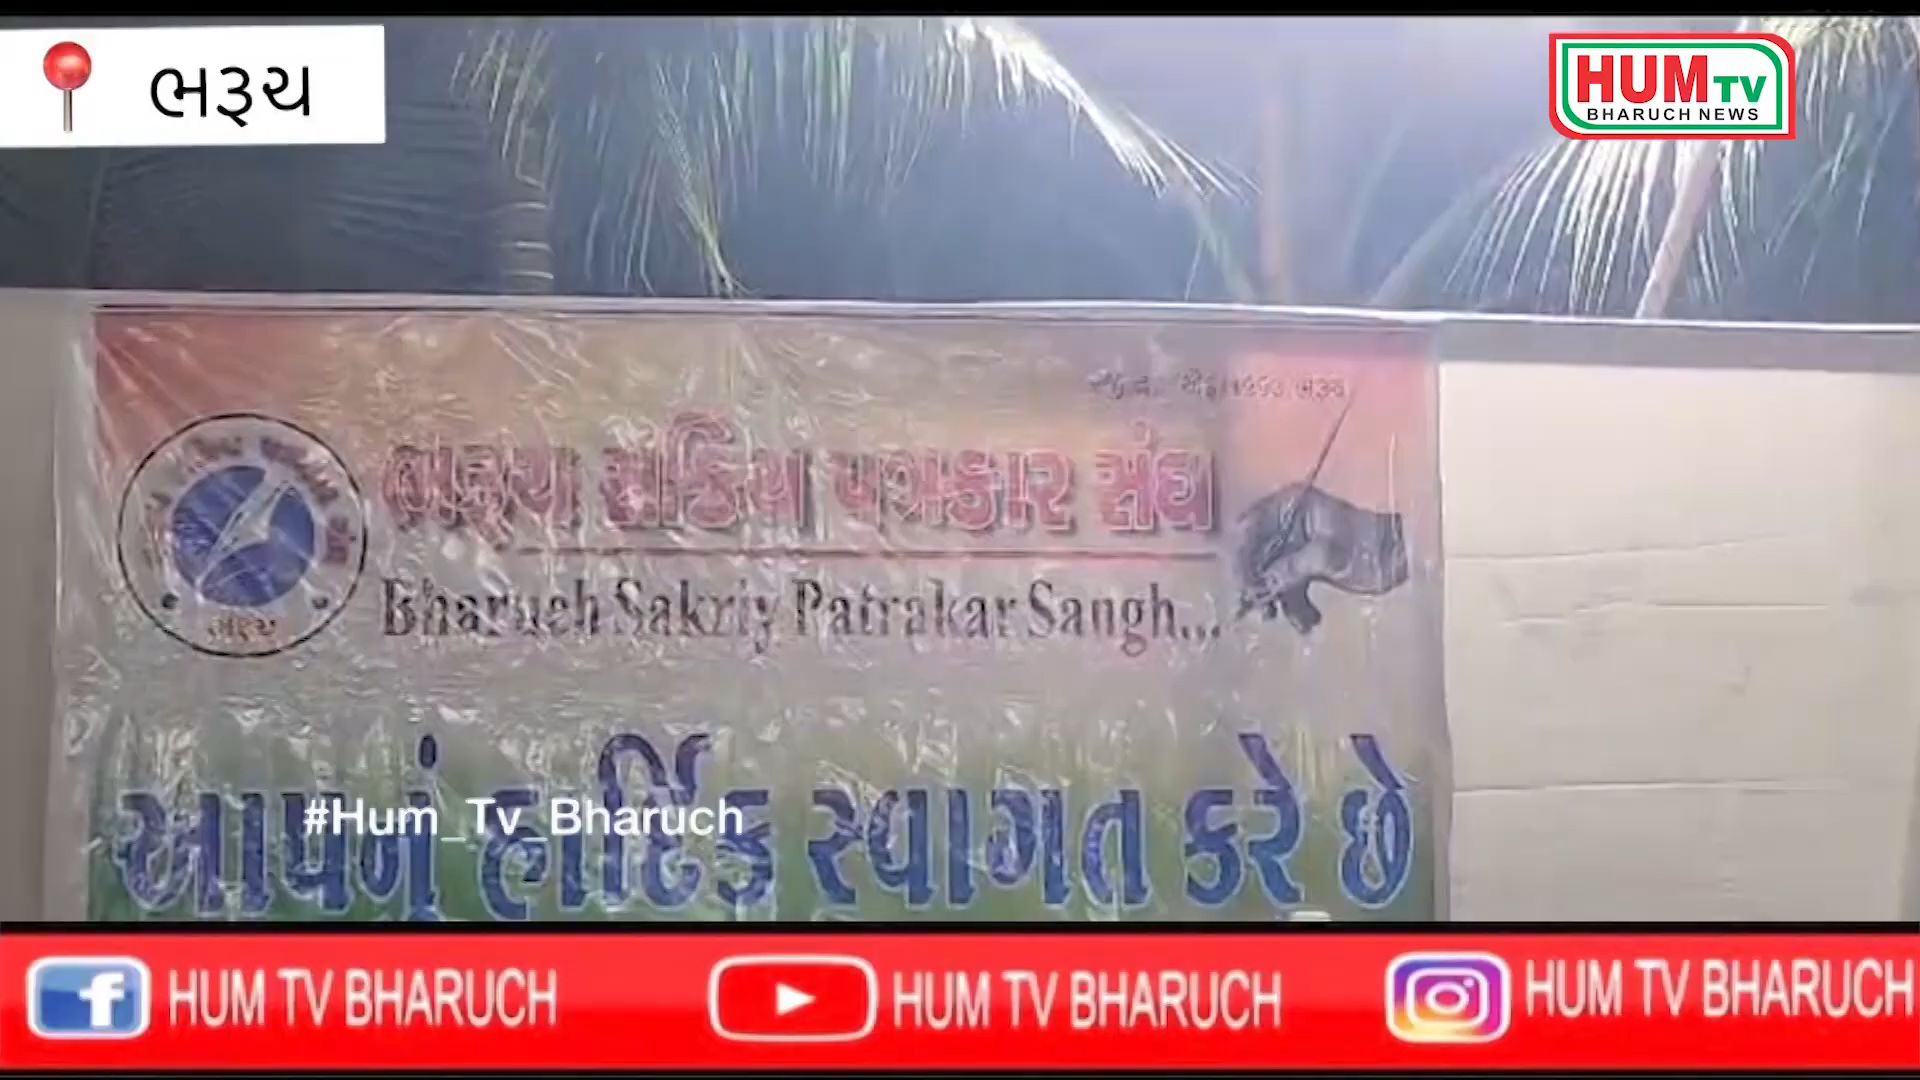 ભરૂચ
HUM TV
BHARUCH NEWS
ભરૂચ સક્રિય પત્રકાર સંઘ
Bharuch Sakriy Patrakar Sangh...
ભરૂચ
આપનું હાર્દિક સ્વાગત કરે છે
#Hum_Tv_Bharuch
HUM TV BHARUCH
HUM TV BHARUCH
HUM TV BHARUCH